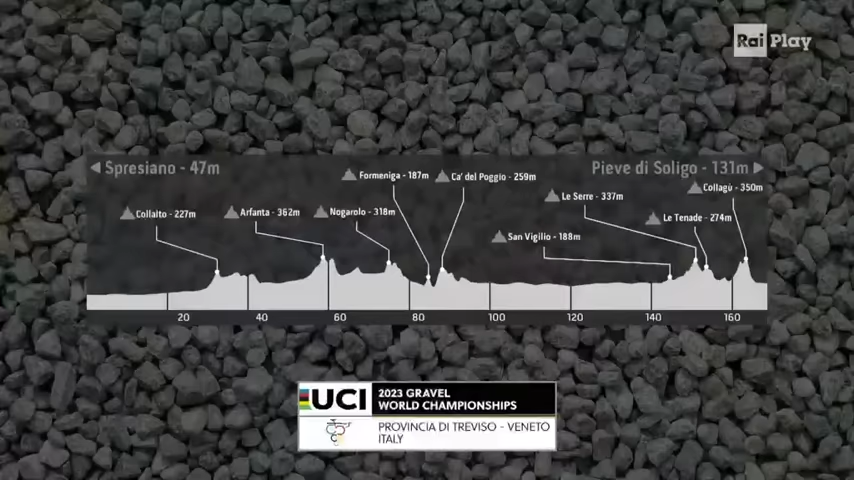 Rai Play
Spresiano - 47m
Pieve di Soligo - 131m
Formeniga - 187m
Ca' del Poggio - 259m
Collagù - 350m
Le Serre - 337m
Collalto - 227m
Arfanta - 362m
Nogarolo - 318m
Le Tenade - 274m
San Vigilio - 188m
20 40 60 80 100 120 140 160
UCI
2023 GRAVEL
WORLD CHAMPIONSHIPS
PROVINCIA DI TREVISO - VENETO
ITALY